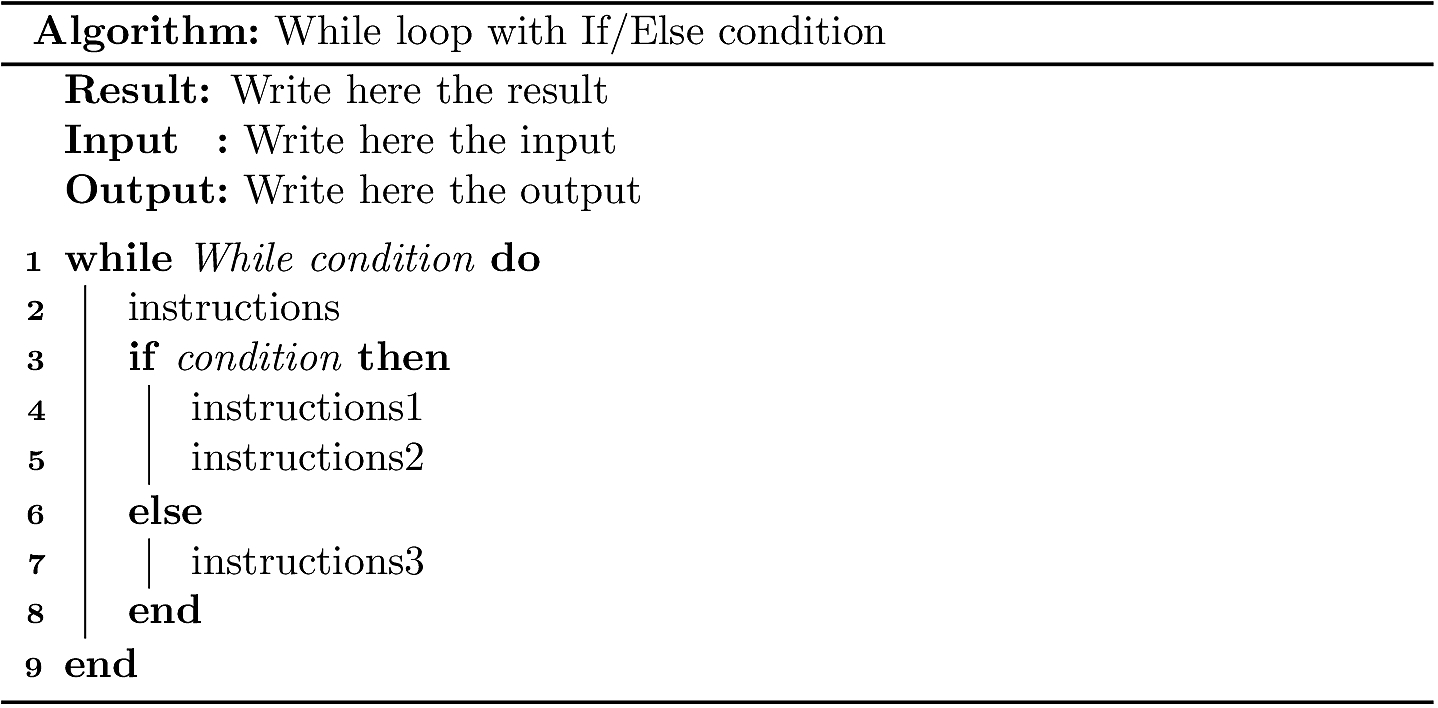 Algorithm: While loop with If/Else condition
Result: Write here the result
Input : Write here the input
Output: Write here the output
1 while While condition do
2 instructions
3 if condition then
4 instructions1
5 instructions2
6 else
7 instructions3
8 end
9 end